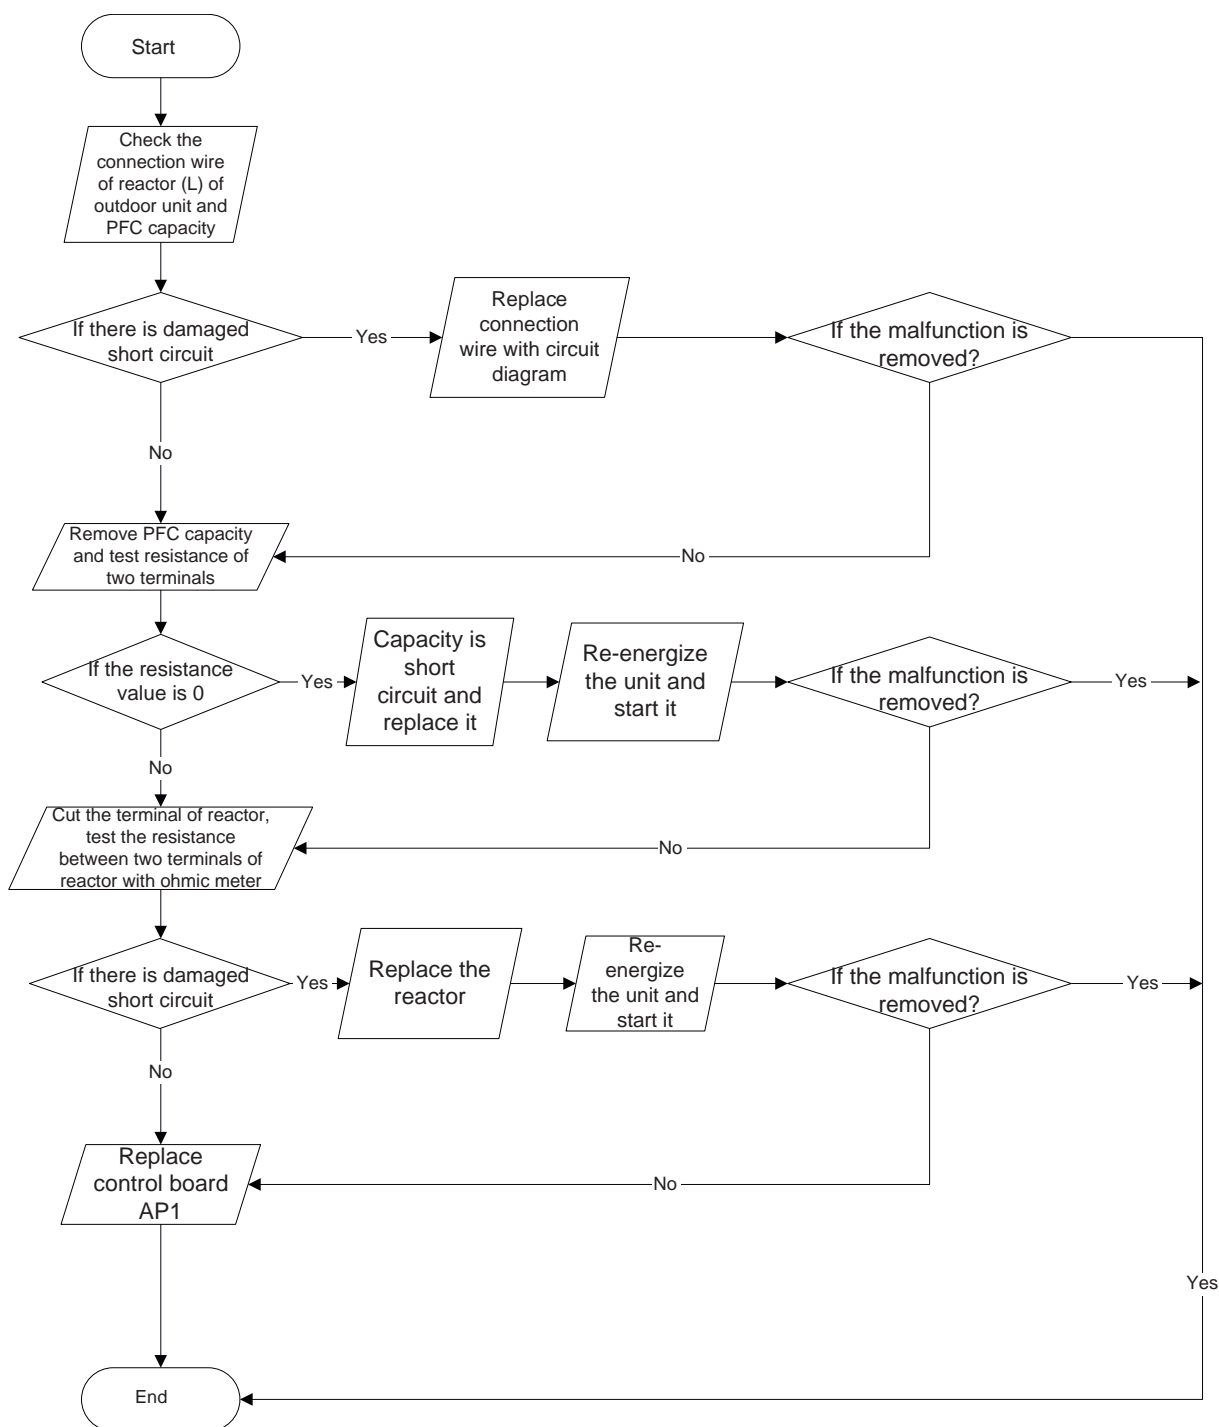 Start
Check the
connection wire
of reactor (L) of
outdoor unit and
PFC capacity
If there is damaged
short circuit
Yes
Replace
connection
wire with circuit
diagram
If the malfunction is
removed?
No
Remove PFC capacity
and test resistance of
two terminals
No
If the resistance
value is 0
Yes
Capacity is
short
circuit and
replace it
Re-energize
the unit and
start it
If the malfunction is
removed?
Yes
No
Cut the terminal of reactor,
test the resistance
between two terminals of
reactor with ohmic meter
No
If there is damaged
short circuit
Yes
Replace the
reactor
Re-
energize
the unit and
start it
If the malfunction is
removed?
Yes
No
Replace
control board
AP1
No
Yes
End